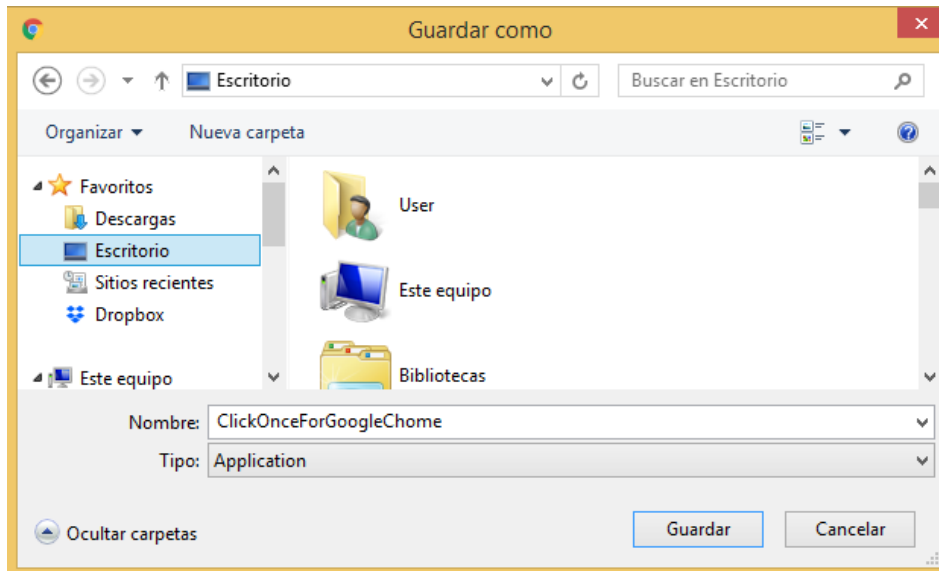 Guardar como
Escritorio
Buscar en Escritorio
Organizar
Nueva carpeta
Favoritos
Descargas
Escritorio
Sitios recientes
Dropbox
Este equipo
User
Este equipo
Bibliotecas
Nombre: ClickOnceForGoogleChome
Tipo: Application
Ocultar carpetas
Guardar
Cancelar